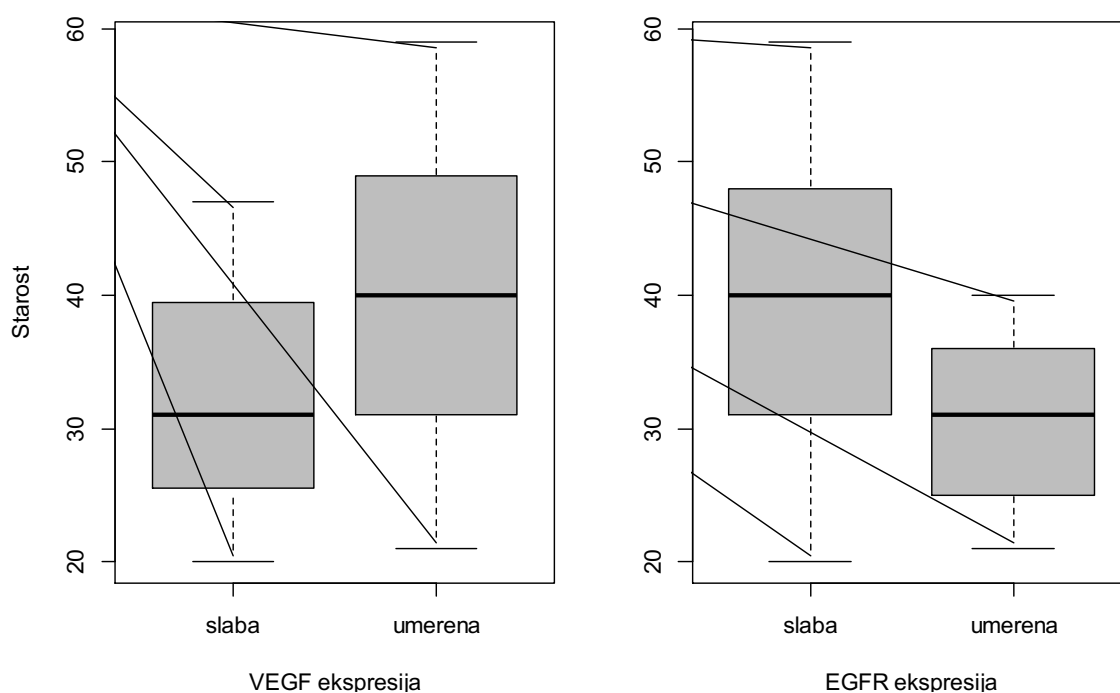 60
50
40
30
20
Starost
slaba
umerena
VEGF ekspresija
60
50
40
30
20
slaba
umerena
EGFR ekspresija